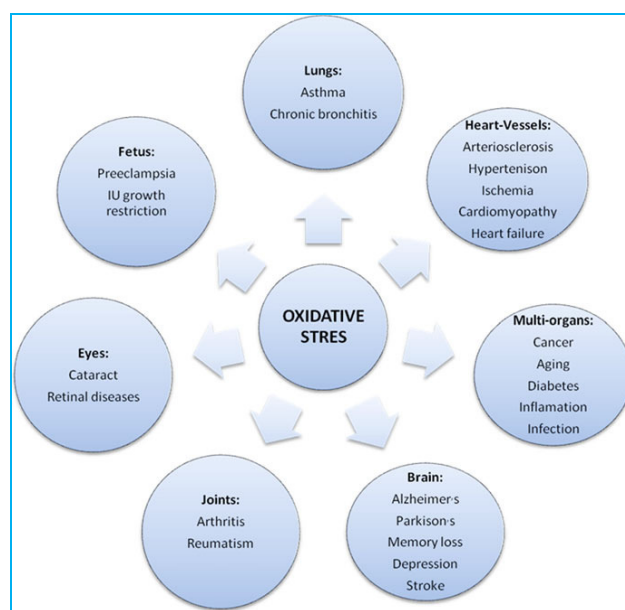 Lungs:
Asthma
Chronic bronchitis
Heart-Vessels:
Arteriosclerosis
Hypertenison
Ischemia
Cardiomyopathy
Heart failure
Multi-organs:
Cancer
Aging
Diabetes
Inflamation
Infection
Brain:
Alzheimer·s
Parkison·s
Memory loss
Depression
Stroke
Joints:
Arthritis
Reumatism
Eyes:
Cataract
Retinal diseases
Fetus:
Preeclampsia
IU growth
restriction
OXIDATIVE
STRES